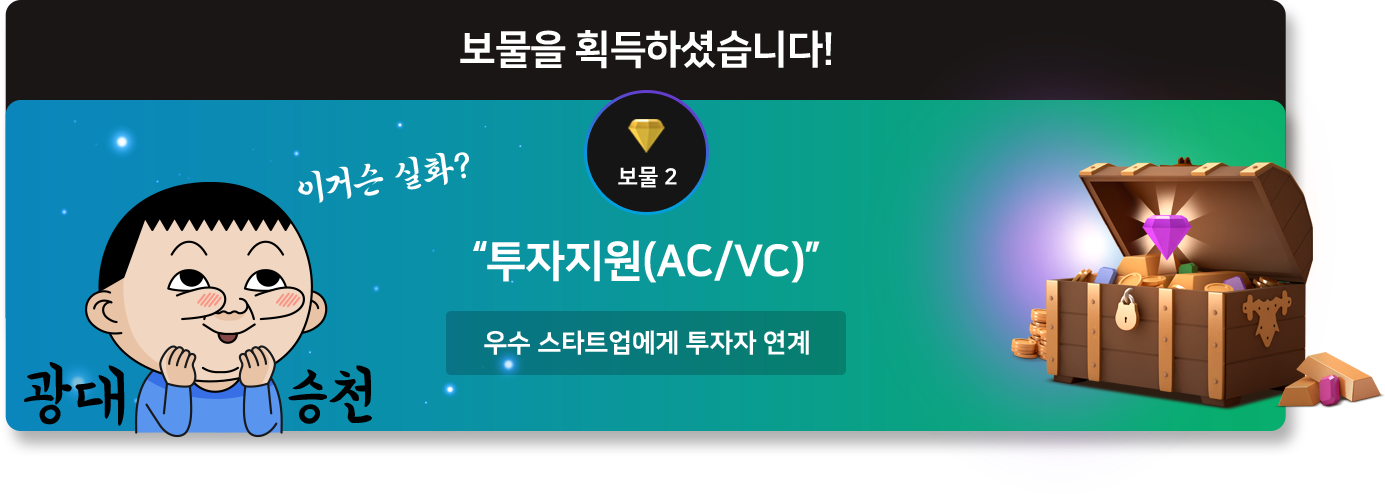 보물을 획득하셨습니다!
보물 2
이거슨 실화?
“투자지원(AC/VC)”
우수 스타트업에게 투자자 연계
광대 승천